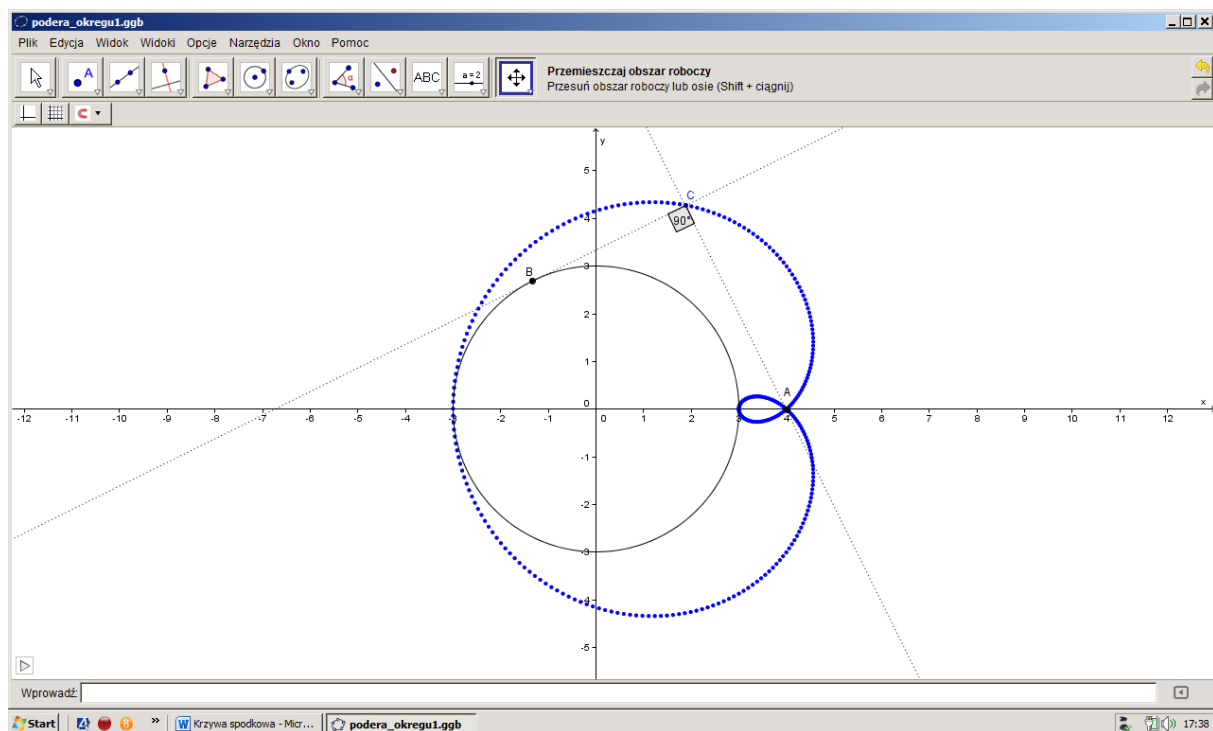 podera_okregu1.ggb
Plik Edycja Widok Widoki Opcje Narzędzia Okno Pomoc
A α ABC a=2
Przemieszczaj obszar roboczy
Przesuń obszar roboczy lub osie (Shift + ciągnij)
y
5
C
4
90°
3
B
2
1
A
0
x
-12 -11 -10 -9 -8 -7 -6 -5 -4 -3 -2 -1 0 1 2 3 4 5 6 7 8 9 10 11 12
-1
-2
-3
-4
-5
Wprowadź:
Start » Krzywa spodkowa - Micr... podera_okregu1.ggb 17:38